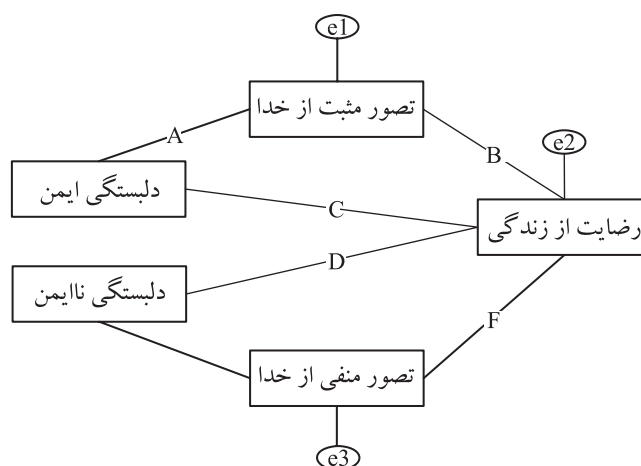 e1
تصور مثبت از خدا
A
B
e2
دلبستگی ایمن
C
رضایت از زندگی
D
دلبستگی ناایمن
F
تصور منفی از خدا
e3